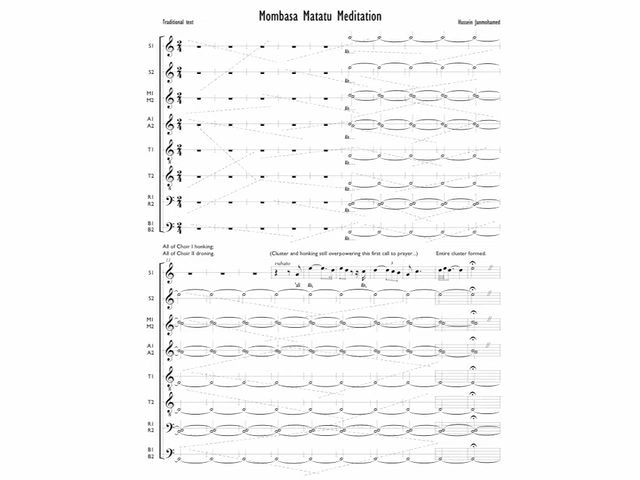 Mombasa Matatu Meditation
Traditional text
Hussein Janmohamed
S1
S2
M1
M2
A1
A2
T1
T2
R1
R2
B1
B2
All of Choir I honking.
All of Choir II droning.
(Cluster and honking still overpowering this first call to prayer...)
Entire cluster formed.
rubato
S1
S2
M1
M2
A1
A2
T1
T2
R1
R2
B1
B2